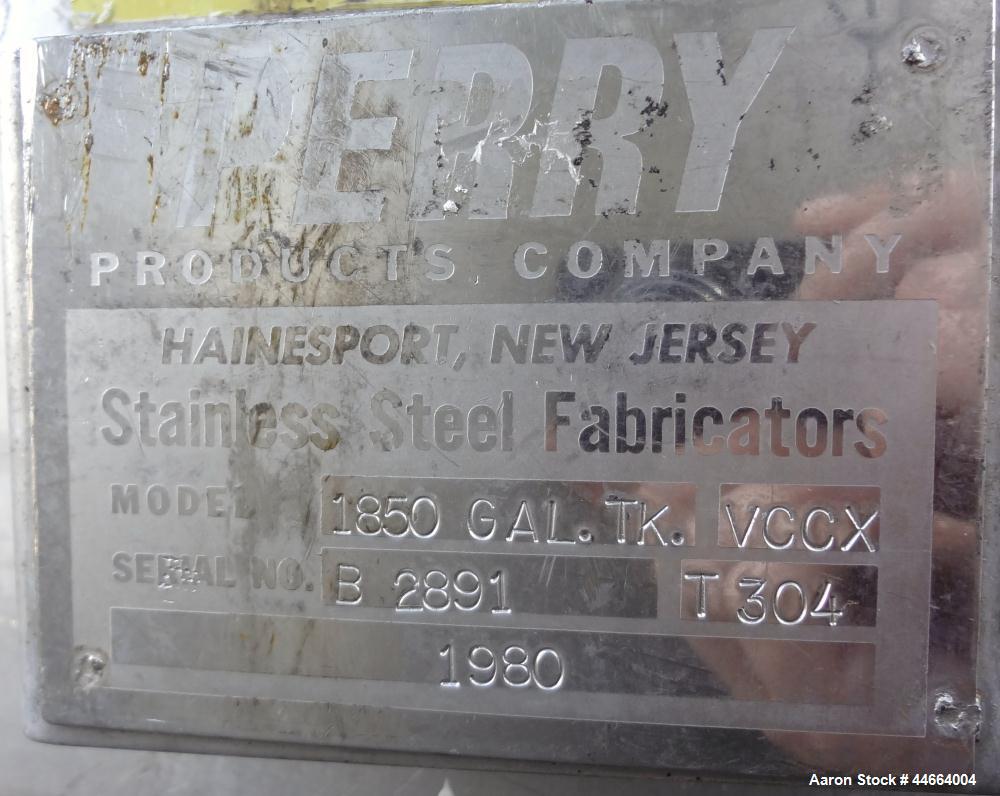 PERRY
PRODUCTS COMPANY
HAINESPORT, NEW JERSEY
Stainless Steel Fabricators
MODEL 1850 GAL.TK. VCCX
SERIAL NO. B 2891 T 304
1980
Aaron Stock # 44664004